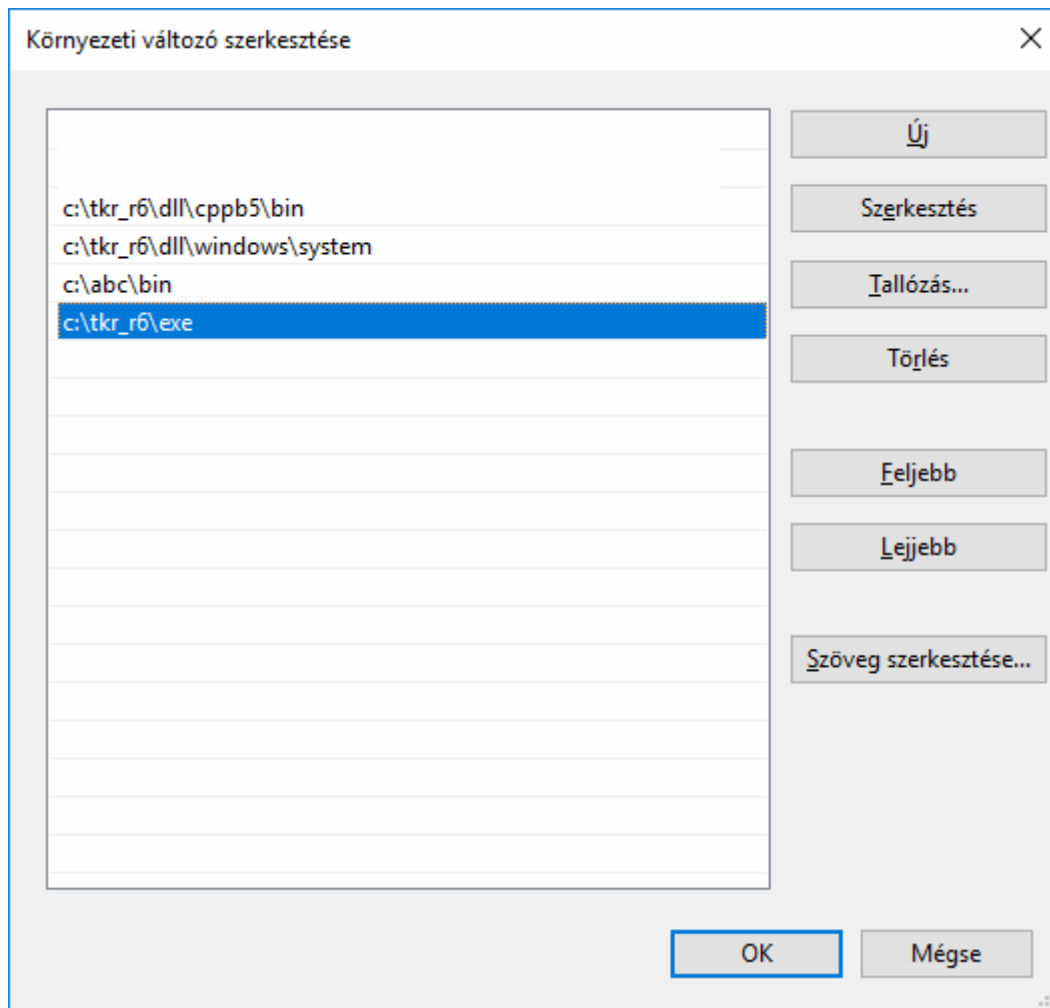 Környezeti változó szerkesztése
c:\tkr_r6\dll\cppb5\bin
c:\tkr_r6\dll\windows\system
c:\abc\bin
c:\tkr_r6\exe
Új
Szerkesztés
Tallózás...
Törlés
Feljebb
Lejjebb
Szöveg szerkesztése...
OK
Mégse